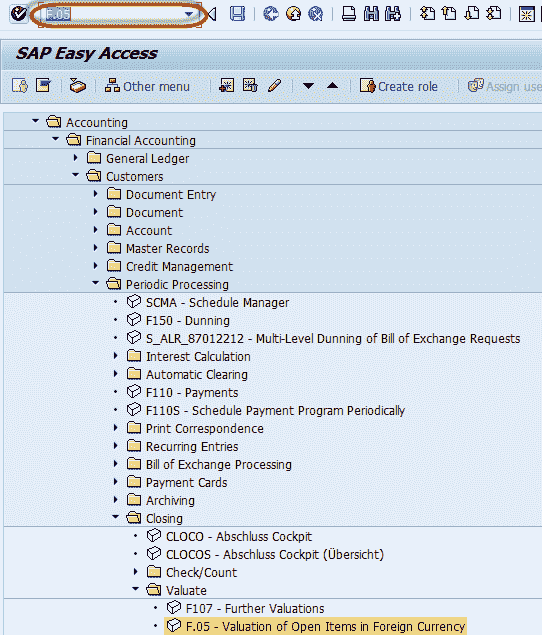 F.05
SAP Easy Access
Other menu Create role Assign use
Accounting
Financial Accounting
General Ledger
Customers
Document Entry
Document
Account
Master Records
Credit Management
Periodic Processing
SCMA - Schedule Manager
F150 - Dunning
S_ALR_87012212 - Multi-Level Dunning of Bill of Exchange Requests
Interest Calculation
Automatic Clearing
F110 - Payments
F110S - Schedule Payment Program Periodically
Print Correspondence
Recurring Entries
Bill of Exchange Processing
Payment Cards
Archiving
Closing
CLOCO - Abschluss Cockpit
CLOCOS - Abschluss Cockpit (Übersicht)
Check/Count
Valuate
F107 - Further Valuations
F.05 - Valuation of Open Items in Foreign Currency